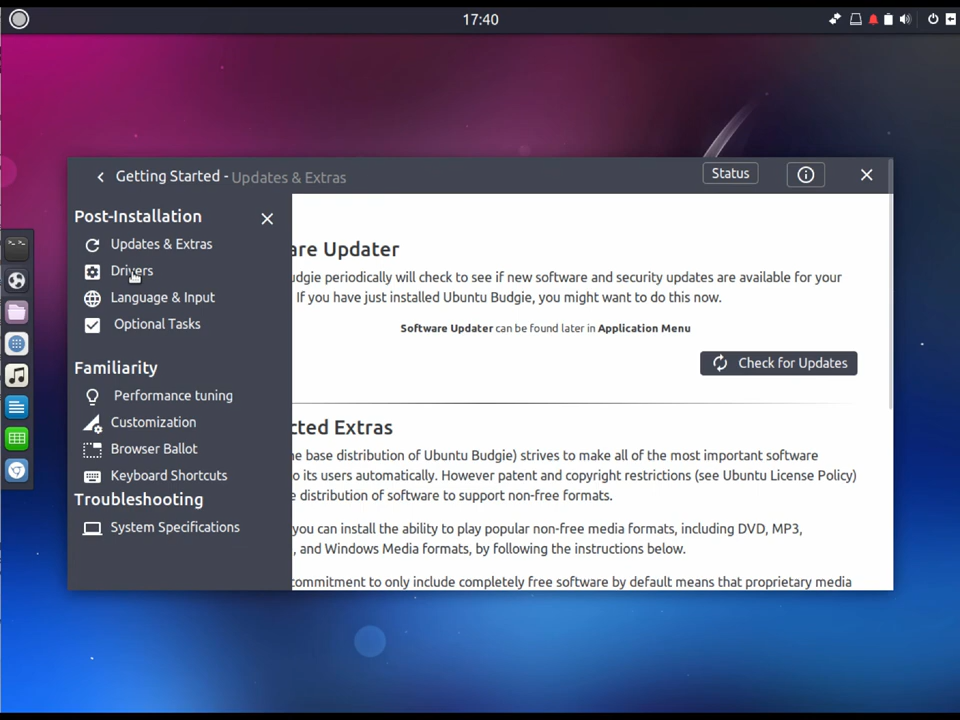 17:40
Getting Started - Updates & Extras
Status
Post-Installation
Updates & Extras
Drivers
Language & Input
Optional Tasks
Familiarity
Performance tuning
Customization
Browser Ballot
Keyboard Shortcuts
Troubleshooting
System Specifications
are Updater
udgie periodically will check to see if new software and security updates are available for your
If you have just installed Ubuntu Budgie, you might want to do this now.
Software Updater can be found later in Application Menu
Check for Updates
cted Extras
he base distribution of Ubuntu Budgie) strives to make all of the most important software
o its users automatically. However patent and copyright restrictions (see Ubuntu License Policy)
e distribution of software to support non-free formats.
you can install the ability to play popular non-free media formats, including DVD, MP3,
, and Windows Media formats, by following the instructions below.
commitment to only include completely free software by default means that proprietary media